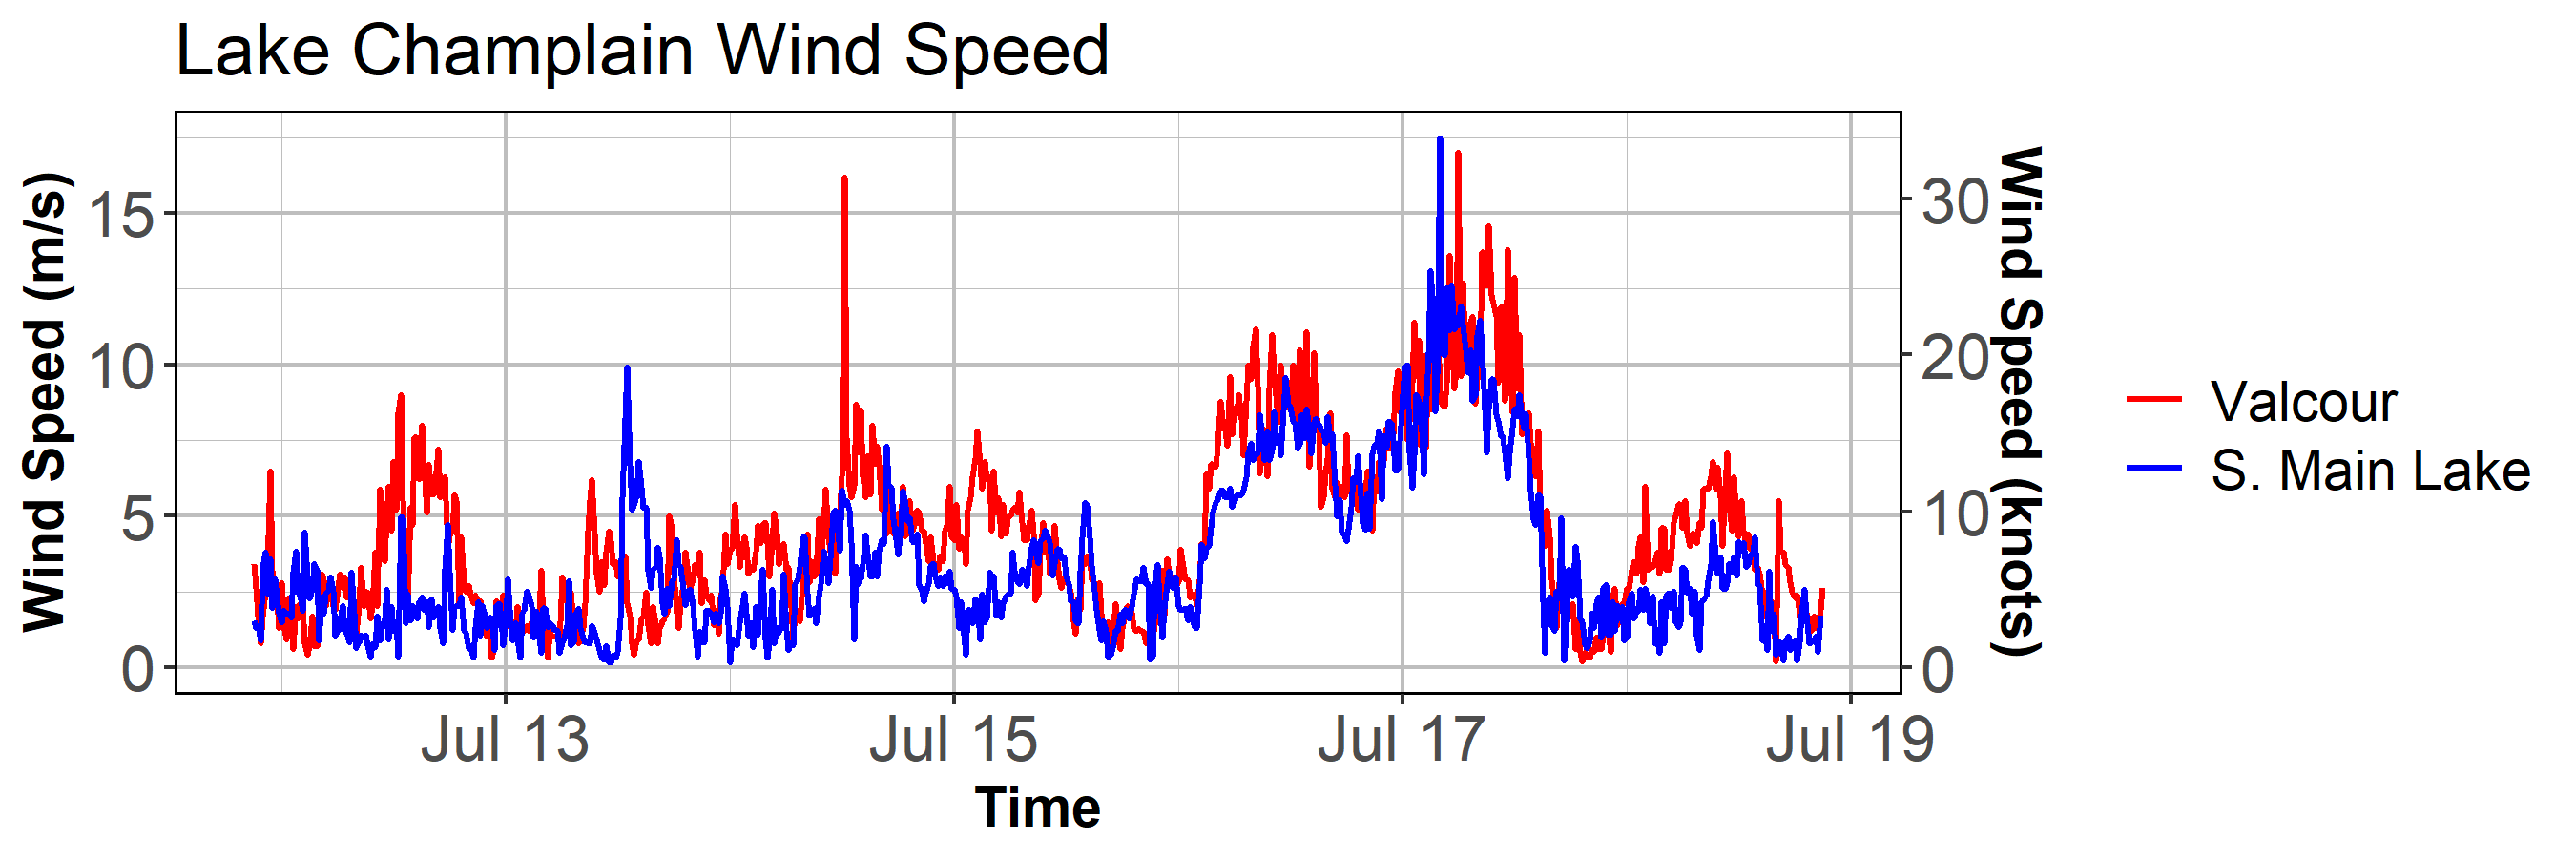 Lake Champlain Wind Speed
Wind Speed (m/s)
15
10
5
0
30
20
10
0
Wind Speed (knots)
Jul 13
Jul 15
Jul 17
Jul 19
Time
Valcour
S. Main Lake